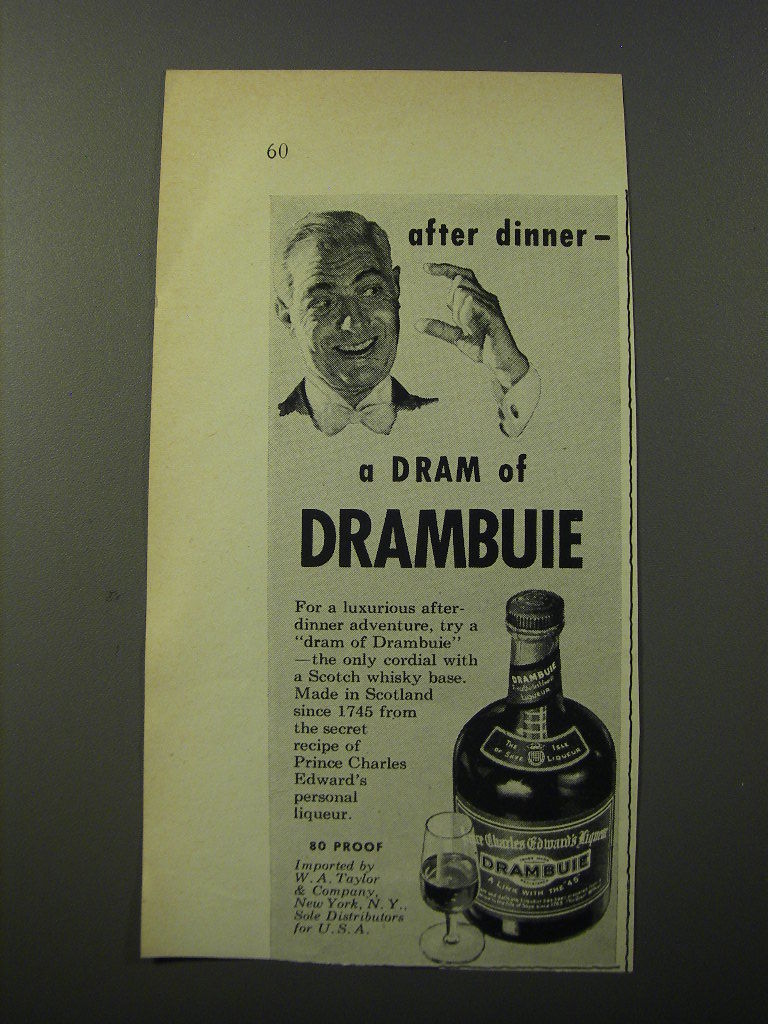 60
after dinner –
a DRAM of
DRAMBUIE
For a luxurious after-
dinner adventure, try a
"dram of Drambuie"
—the only cordial with
a Scotch whisky base.
Made in Scotland
since 1745 from
the secret
recipe of
Prince Charles
Edward's
personal
liqueur.
80 PROOF
Imported by
W. A. Taylor
& Company,
New York, N. Y.,
Sole Distributors
for U. S. A.
DRAMBUIE
LIQUEUR
THE ISLE
OF SKYE LIQUEUR
Charles Edward's Liqueur
DRAMBUIE
A LINK WITH THE "45"